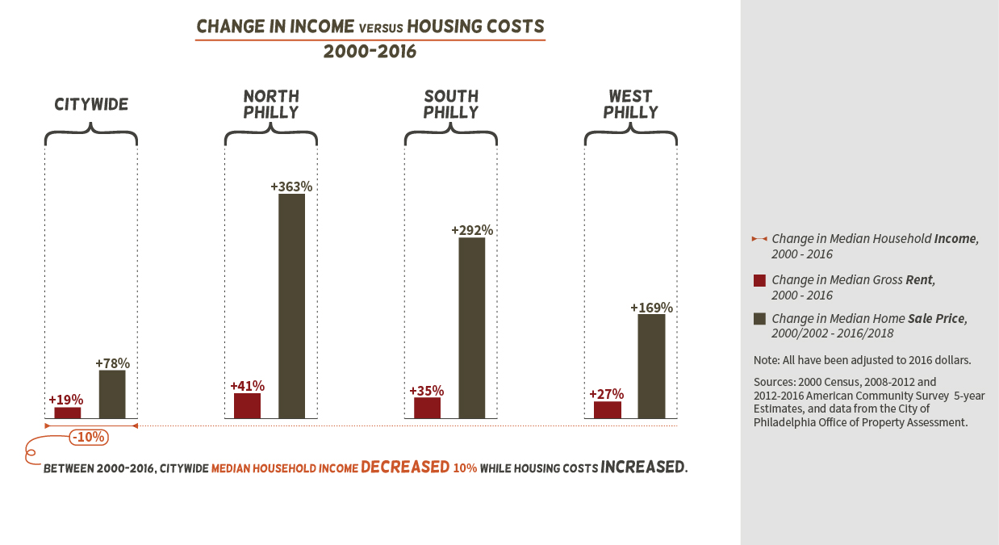 CHANGE IN INCOME VERSUS HOUSING COSTS
2000-2016
CITYWIDE
NORTH
PHILLY
SOUTH
PHILLY
WEST
PHILLY
+19%
+78%
+41%
+363%
+35%
+292%
+27%
+169%
-10%
BETWEEN 2000-2016, CITYWIDE MEDIAN HOUSEHOLD INCOME DECREASED 10% WHILE HOUSING COSTS INCREASED.
Change in Median Household Income,
2000 - 2016
Change in Median Gross Rent,
2000 - 2016
Change in Median Home Sale Price,
2000/2002 - 2016/2018
Note: All have been adjusted to 2016 dollars.
Sources: 2000 Census, 2008-2012 and
2012-2016 American Community Survey 5-year
Estimates, and data from the City of
Philadelphia Office of Property Assessment.